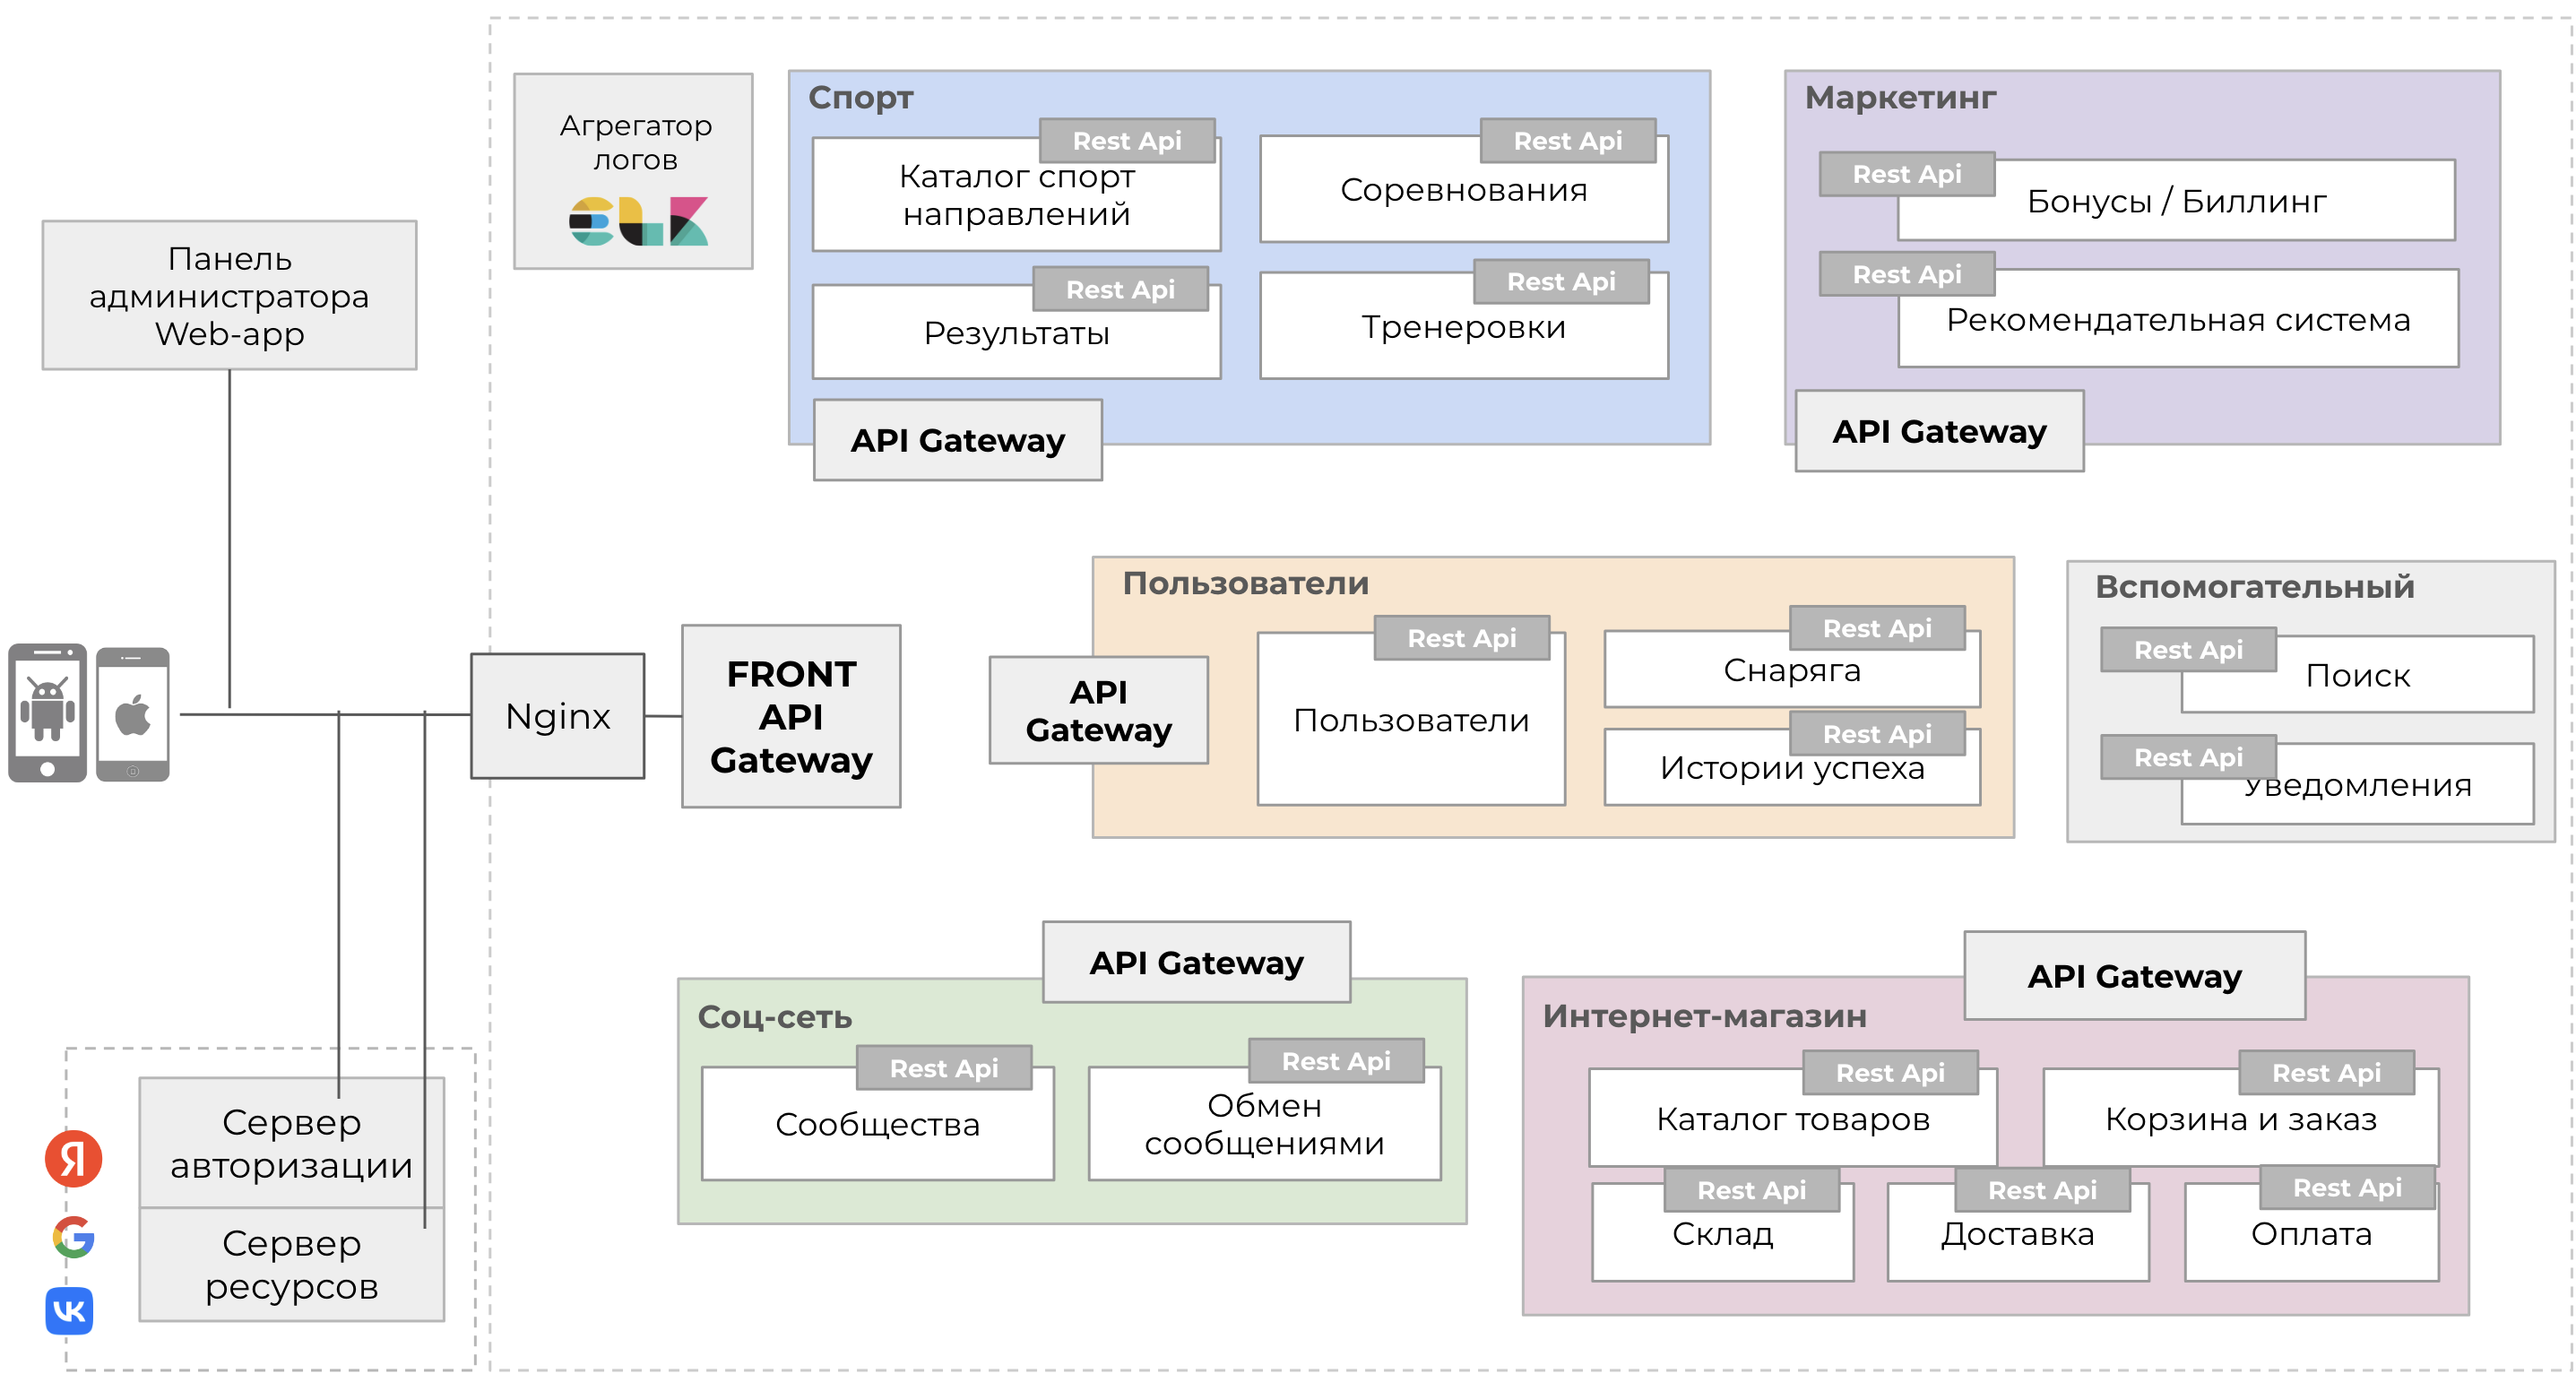 Агрегатор
логов
Спорт
Rest Api
Каталог спорт
направлений
Rest Api
Соревнования
Rest Api
Результаты
Rest Api
Тренеровки
API Gateway
Маркетинг
Rest Api
Бонусы / Биллинг
Rest Api
Рекомендательная система
API Gateway
Панель
администратора
Web-app
Nginx
FRONT
API
Gateway
API
Gateway
Пользователи
Rest Api
Пользователи
Rest Api
Снаряга
Rest Api
Истории успеха
Вспомогательный
Rest Api
Поиск
Rest Api
Уведомления
API Gateway
Соц-сеть
Rest Api
Сообщества
Rest Api
Обмен
сообщениями
API Gateway
Интернет-магазин
Rest Api
Каталог товаров
Rest Api
Корзина и заказ
Rest Api
Склад
Rest Api
Доставка
Rest Api
Оплата
Сервер
авторизации
Сервер
ресурсов
Я
G
VK